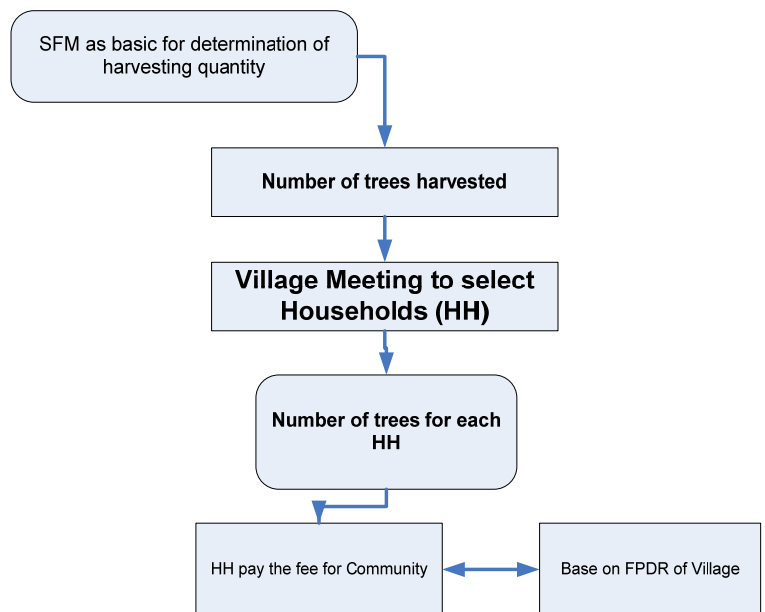 SFM as basic for determination of
harvesting quantity
Number of trees harvested
Village Meeting to select
Households (HH)
Number of trees for each
HH
HH pay the fee for Community
Base on FPDR of Village